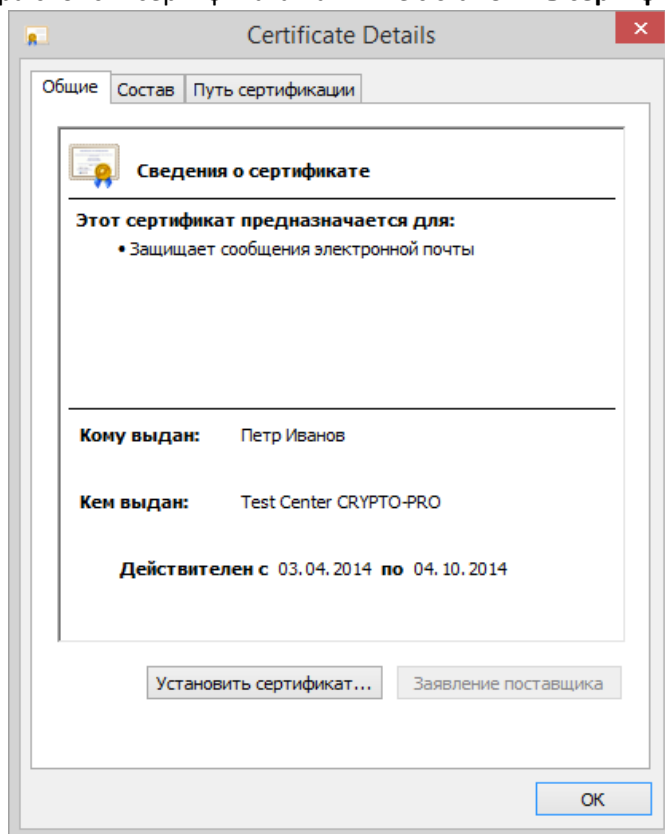 Certificate Details
Общие Состав Путь сертификации
Сведения о сертификате
Этот сертификат предназначается для:
• Защищает сообщения электронной почты
Кому выдан: Петр Иванов
Кем выдан: Test Center CRYPTO-PRO
Действителен с 03.04.2014 по 04.10.2014
Установить сертификат... Заявление поставщика
OK